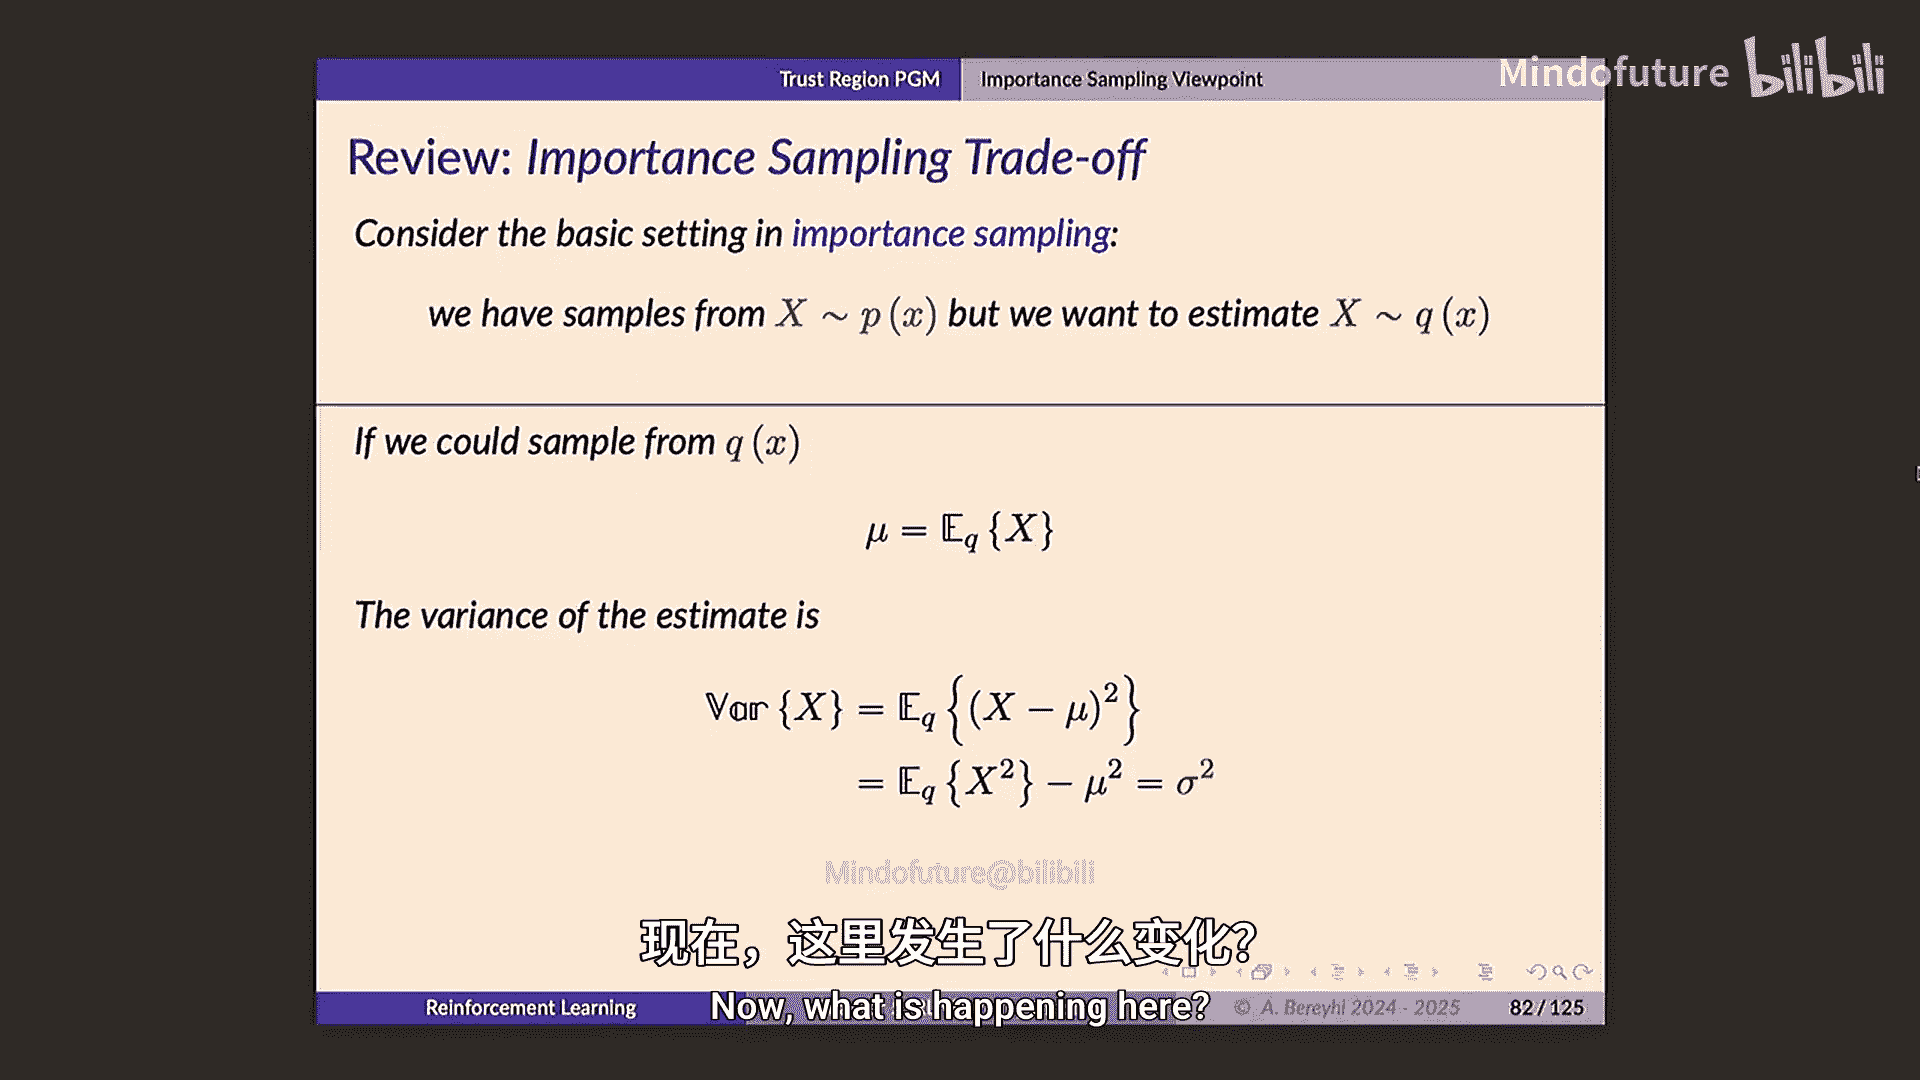 Trust Region PGM Importance Sampling Viewpoint
Mindofuture bilibili
Review: Importance Sampling Trade-off
Consider the basic setting in importance sampling:
we have samples from X ∼ p (x) but we want to estimate X ∼ q (x)
If we could sample from q (x)
μ = 𝔼_q {X}
The variance of the estimate is
𝕍ar {X} = 𝔼_q {(X − μ)²}
= 𝔼_q {X²} − μ² = σ²
Mindofuture@bilibili
现在，这里发生了什么变化？
Now, what is happening here?
Reinforcement Learning © A. Bereyhi 2024 - 2025 82 / 125